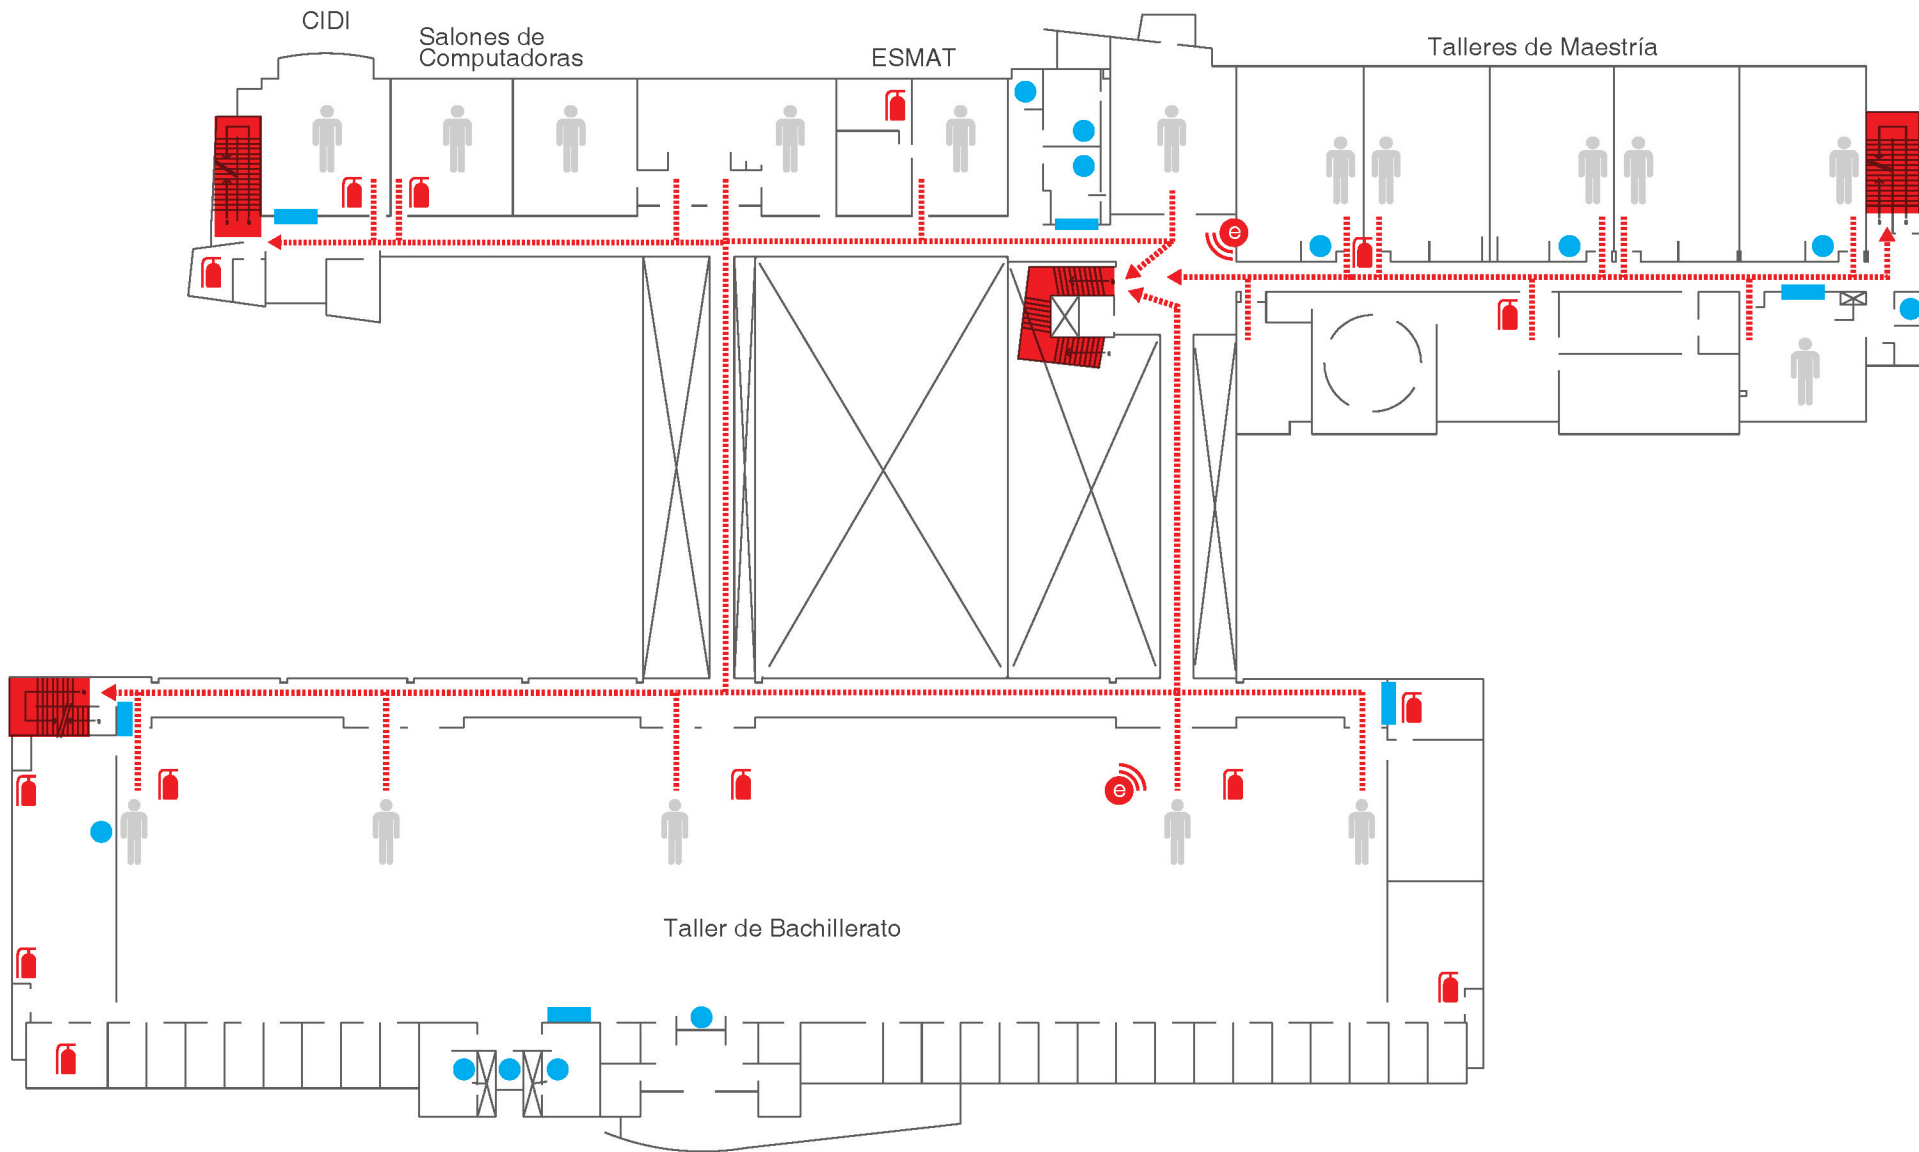 CIDI
Salones de
Computadoras
ESMAT
Talleres de Maestría
e
e
Taller de Bachillerato